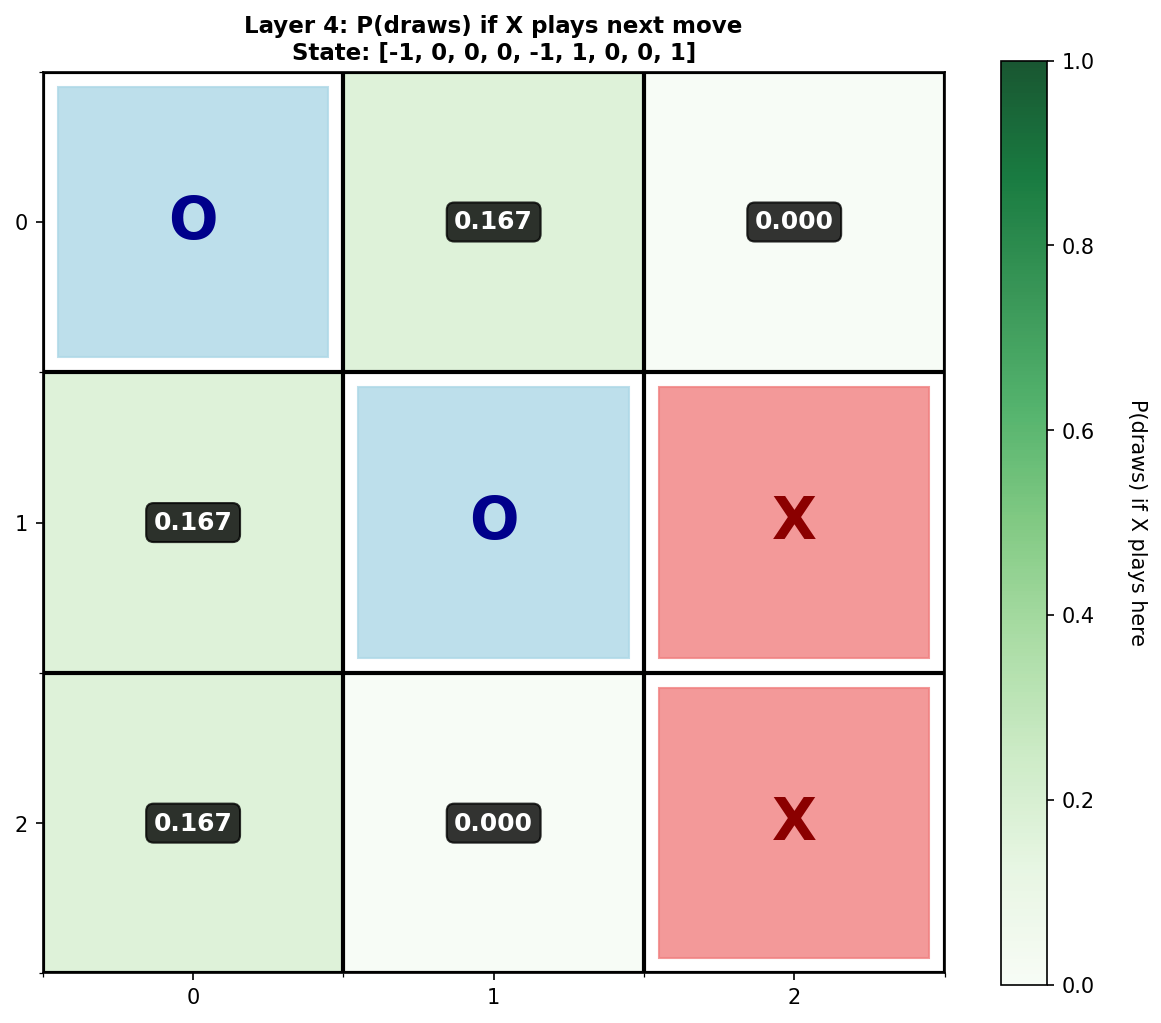 Layer 4: P(draws) if X plays next move
State: [-1, 0, 0, 0, -1, 1, 0, 0, 1]
1.0
0.8
0.6
0.4
0.2
0.0
P(draws) if X plays here
0
O
0.167
0.000
1
0.167
O
X
2
0.167
0.000
X
0
1
2